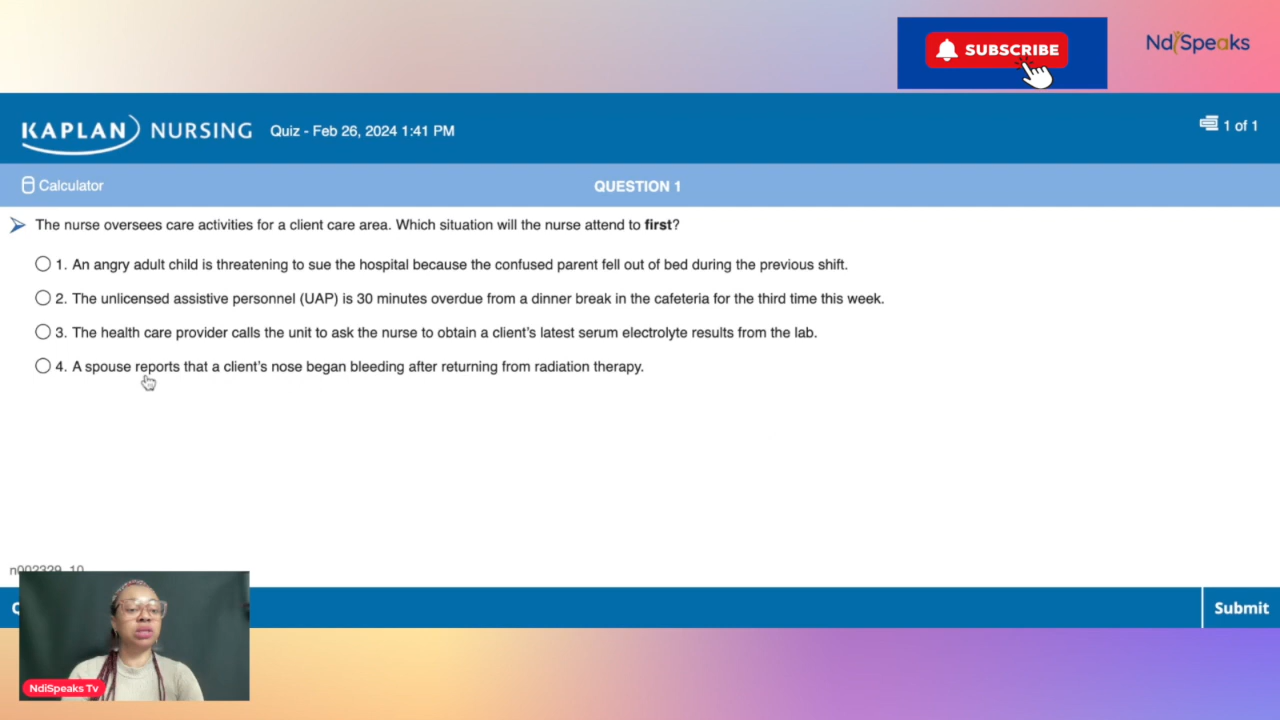 SUBSCRIBE
NdiSpeaks
KAPLAN NURSING Quiz - Feb 26, 2024 1:41 PM
1 of 1
Calculator
QUESTION 1
The nurse oversees care activities for a client care area. Which situation will the nurse attend to first?
1. An angry adult child is threatening to sue the hospital because the confused parent fell out of bed during the previous shift.
2. The unlicensed assistive personnel (UAP) is 30 minutes overdue from a dinner break in the cafeteria for the third time this week.
3. The health care provider calls the unit to ask the nurse to obtain a client's latest serum electrolyte results from the lab.
4. A spouse reports that a client's nose began bleeding after returning from radiation therapy.
Submit
NdiSpeaks Tv